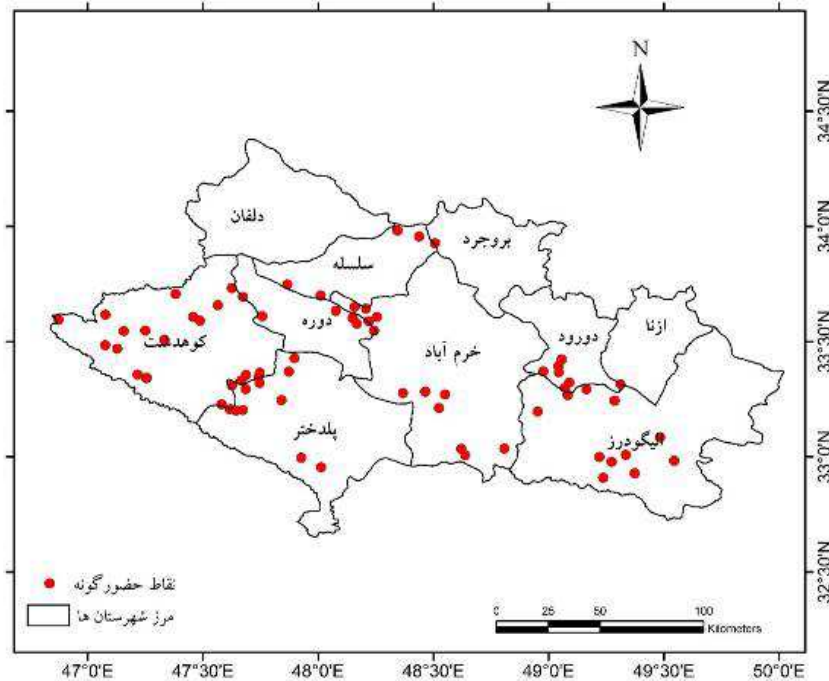 N
34°30'N
34°0'N
33°30'N
33°0'N
32°30'N
دلفان
بروجرد
سلسله
ازنا
دوره
دورود
کوهدشت
خرم آباد
پلدختر
الیگودرز
نقاط حضور گونه
مرز شهرستان ها
0 25 50 100
Kilometers
47°0'E 47°30'E 48°0'E 48°30'E 49°0'E 49°30'E 50°0'E